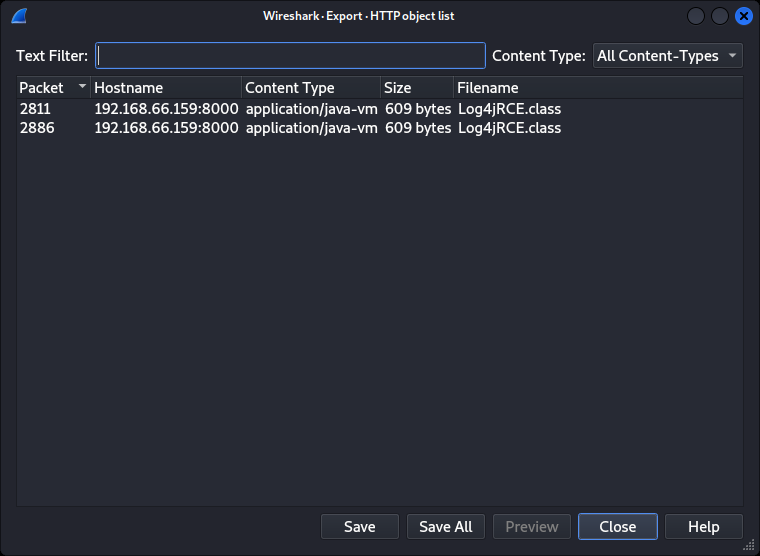 Wireshark · Export · HTTP object list
Text Filter: Content Type: All Content-Types
Packet Hostname Content Type Size Filename
2811 192.168.66.159:8000 application/java-vm 609 bytes Log4jRCE.class
2886 192.168.66.159:8000 application/java-vm 609 bytes Log4jRCE.class
Save Save All Preview Close Help